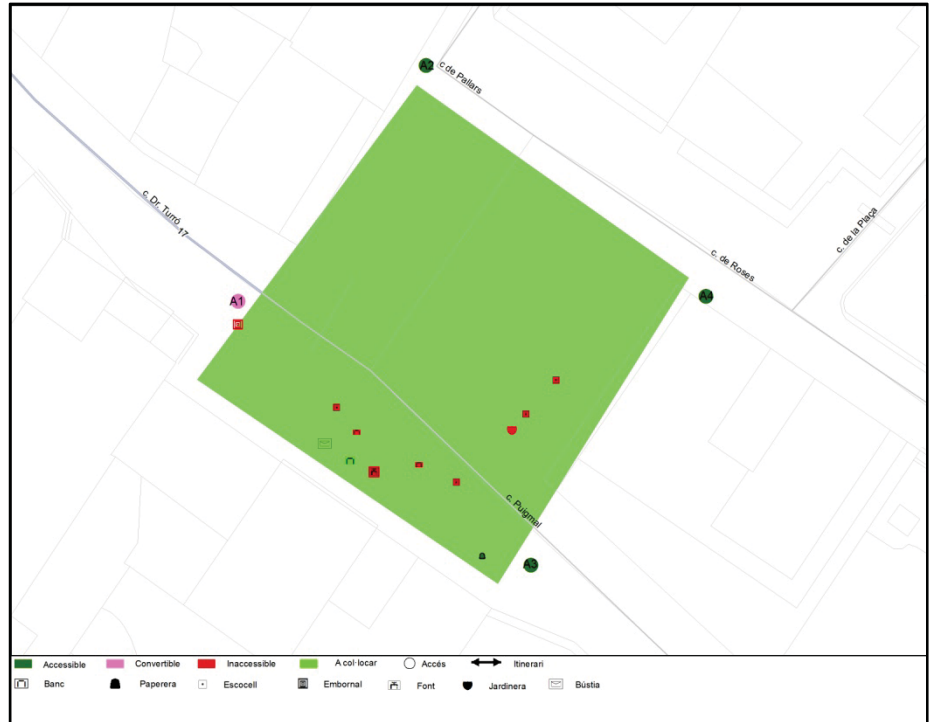 A2
c de Pallars
c. Dr. Turró
17
c. de la Plaça
c. de Roses
A1
A4
c. Puigmal
A3
Accessible Convertible Inaccessible A col·locar Accés Itinerari
Banc Paperera Escocell Embornal Font Jardinera Bústia